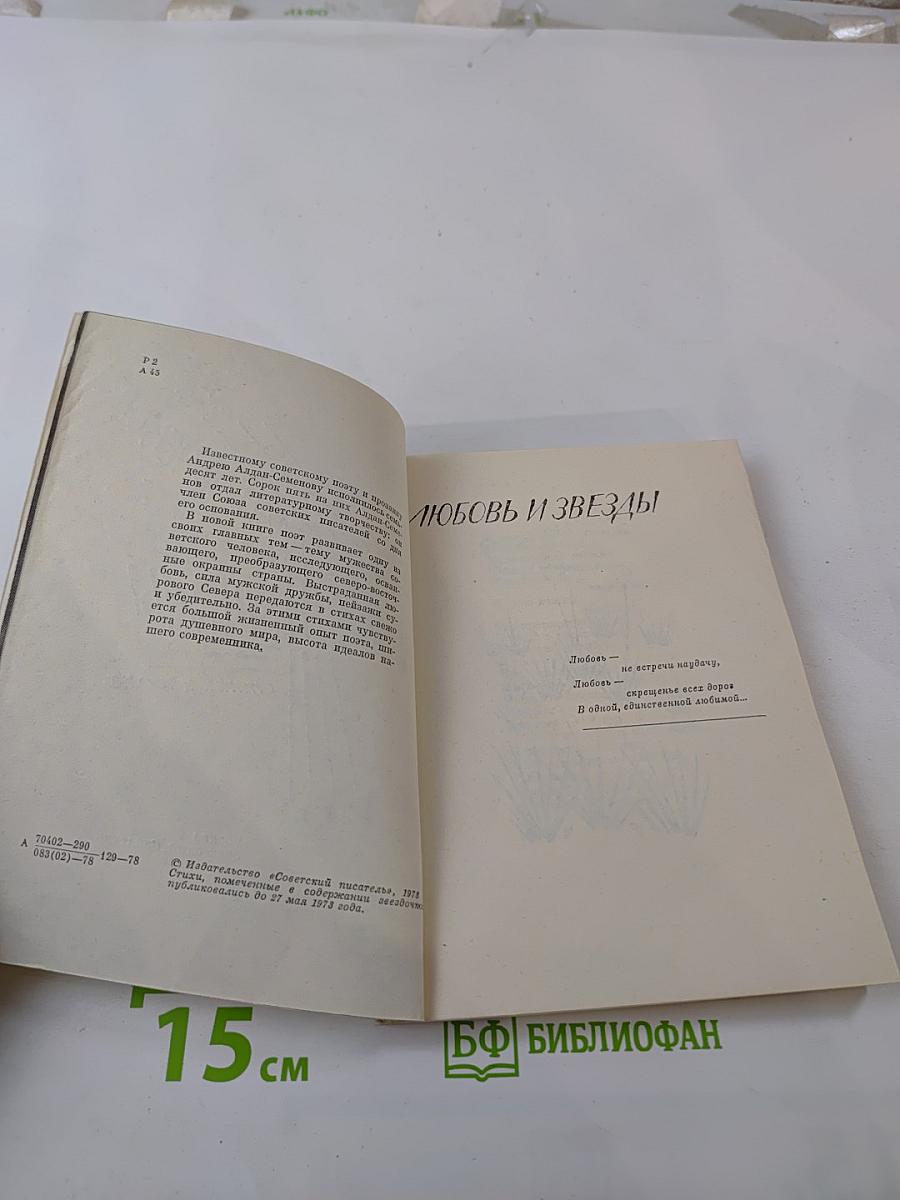 Р 2
А 45
Известному советскому поэту и прозаику
Андрею Алдан-Семенову исполнилось семь-
десят лет. Сорок пять из них Алдан-Семе-
нов отдал литературному творчеству: он
член Союза советских писателей со дня
его основания.
В новой книге поэт развивает одну из
своих главных тем — тему мужества со-
ветского человека, исследующего, осваи-
вающего, преобразующего северо-восточ-
ные окраины страны. Выстраданная лю-
бовь, сила мужской дружбы, пейзажи су-
рового Севера передаются в стихах свежо
и убедительно. За этими стихами чувству-
ется большой жизненный опыт поэта, ши-
рота душевного мира, высота идеалов на-
шего современника.
А 70402—290
083(02)—78 129—78
© Издательство «Советский писатель», 1978
Стихи, помеченные в содержании звездочкой
публиковались до 27 мая 1973 года.
ЛЮБОВЬ И ЗВЕЗДЫ
Любовь —
не встречи наудачу,
Любовь —
скрещенье всех дорог
В одной, единственной любимой...
15 см
БФ БИБЛИОФАН